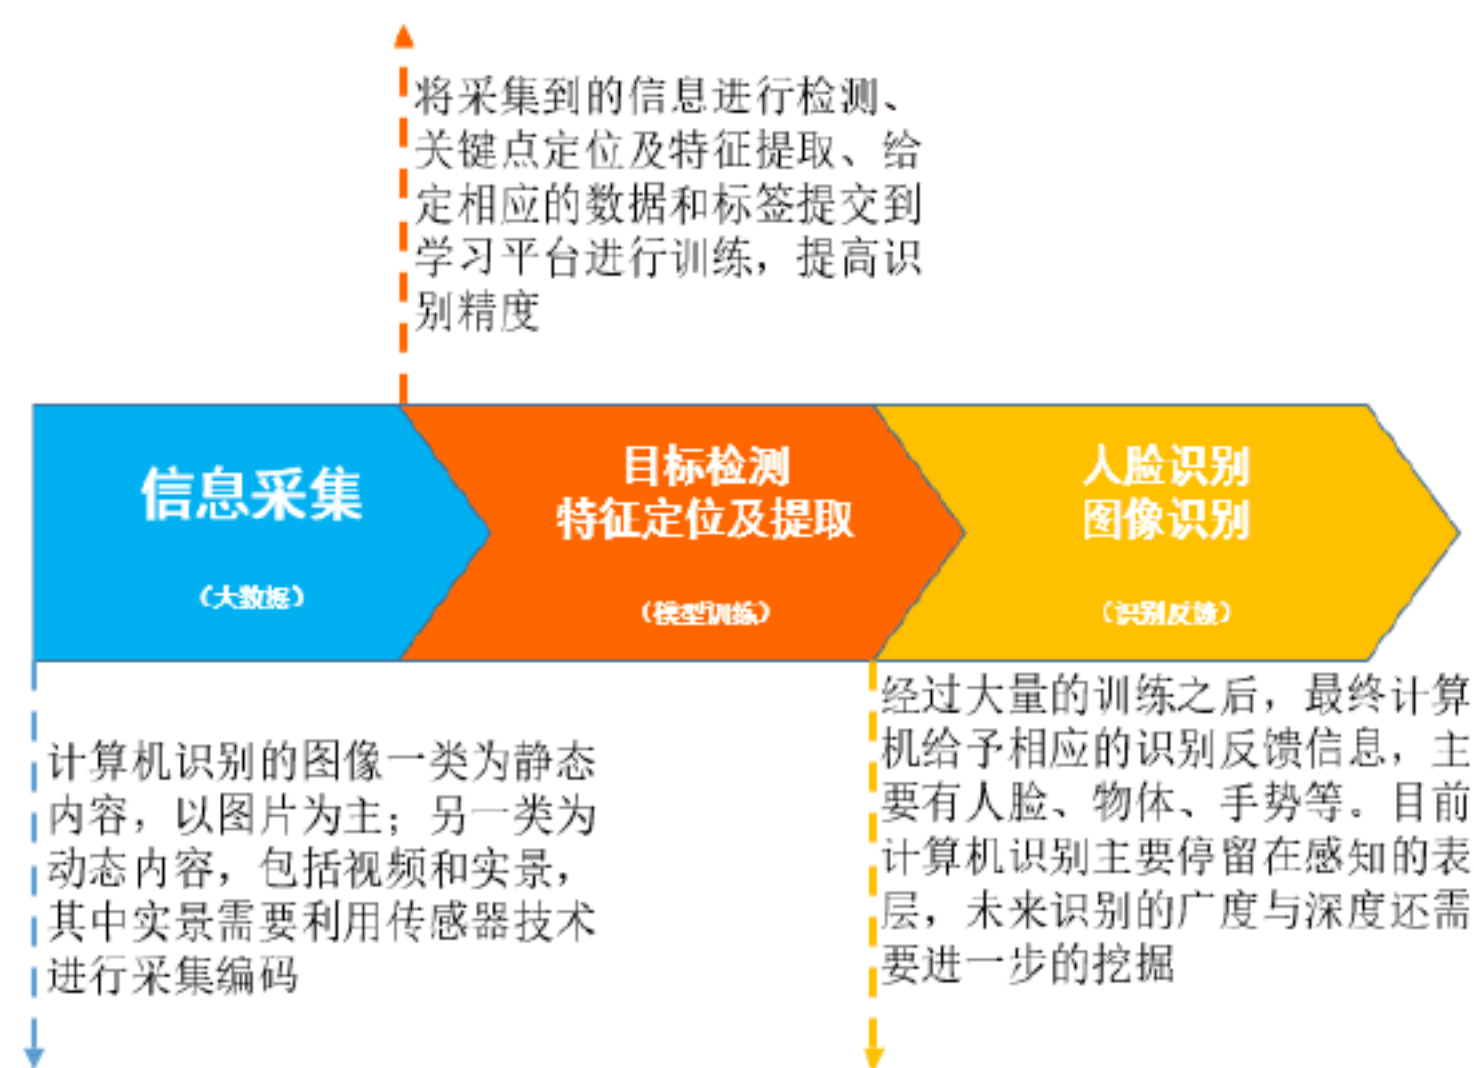 将采集到的信息进行检测、
关键点定位及特征提取、给
定相应的数据和标签提交到
学习平台进行训练，提高识
别精度
信息采集
（大数据）
目标检测
特征定位及提取
（模型训练）
人脸识别
图像识别
（识别反馈）
计算机识别的图像一类为静态
内容，以图片为主；另一类为
动态内容，包括视频和实景，
其中实景需要利用传感器技术
进行采集编码
经过大量的训练之后，最终计算
机给予相应的识别反馈信息，主
要有人脸、物体、手势等。目前
计算机识别主要停留在感知的表
层，未来识别的广度与深度还需
要进一步的挖掘